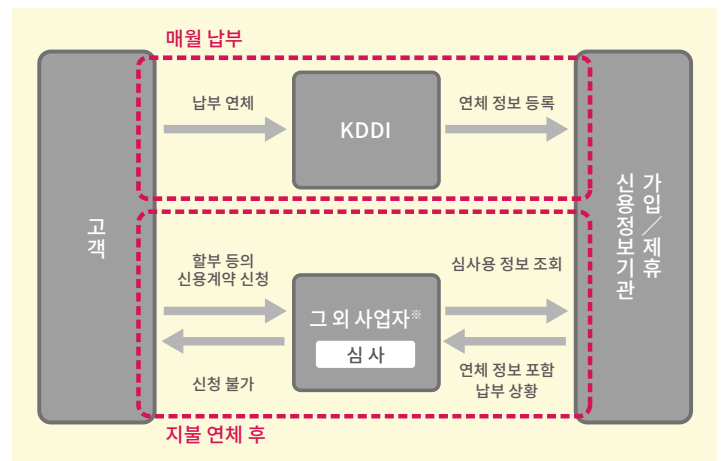 매월 납부
고객
납부 연체
KDDI
연체 정보 등록
가입／제휴
신용정보기관
할부 등의
신용계약 신청
그 외 사업자※
심사
심사용 정보 조회
신청 불가
연체 정보 포함
납부 상황
지불 연체 후